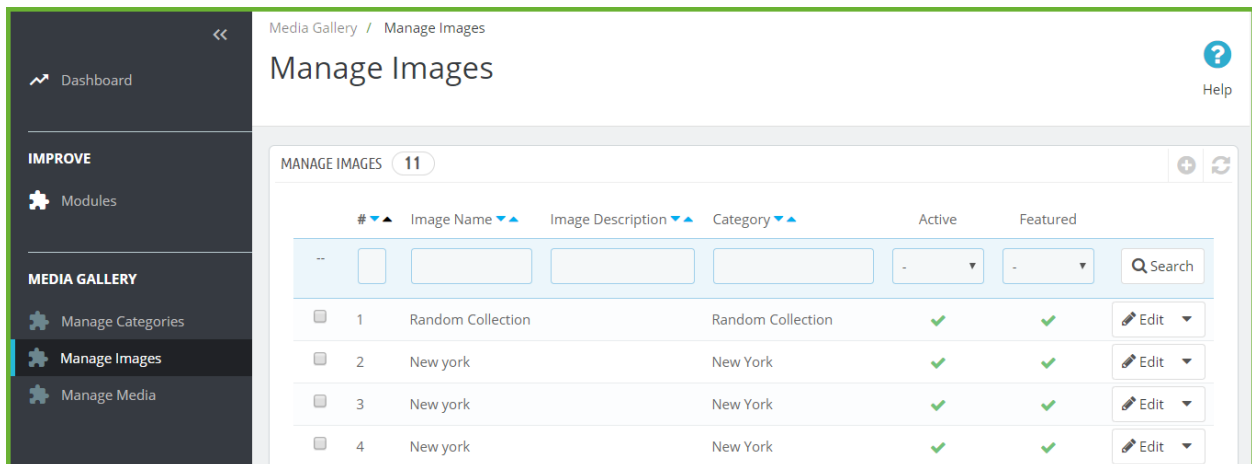 Media Gallery / Manage Images
Manage Images
Help
Dashboard
IMPROVE
Modules
MEDIA GALLERY
Manage Categories
Manage Images
Manage Media
MANAGE IMAGES 11
# Image Name Image Description Category Active Featured
-- - - Search
1 Random Collection Random Collection Edit
2 New york New York Edit
3 New york New York Edit
4 New york New York Edit